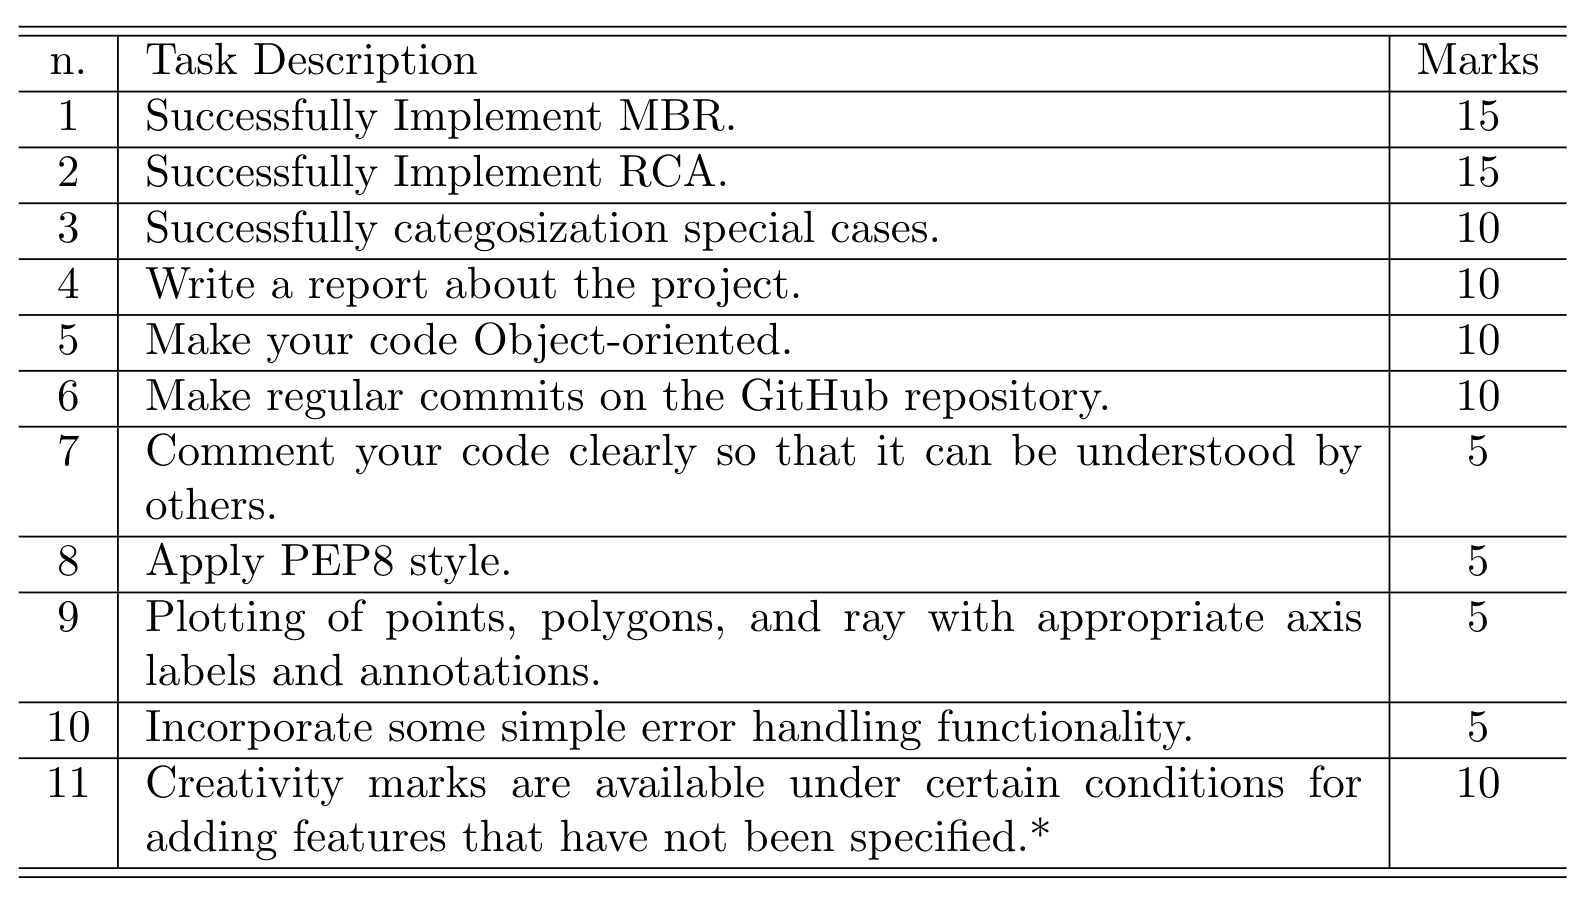 n. Task Description Marks
1 Successfully Implement MBR. 15
2 Successfully Implement RCA. 15
3 Successfully categosization special cases. 10
4 Write a report about the project. 10
5 Make your code Object-oriented. 10
6 Make regular commits on the GitHub repository. 10
7 Comment your code clearly so that it can be understood by 5
others.
8 Apply PEP8 style. 5
9 Plotting of points, polygons, and ray with appropriate axis 5
labels and annotations.
10 Incorporate some simple error handling functionality. 5
11 Creativity marks are available under certain conditions for 10
adding features that have not been specified.*